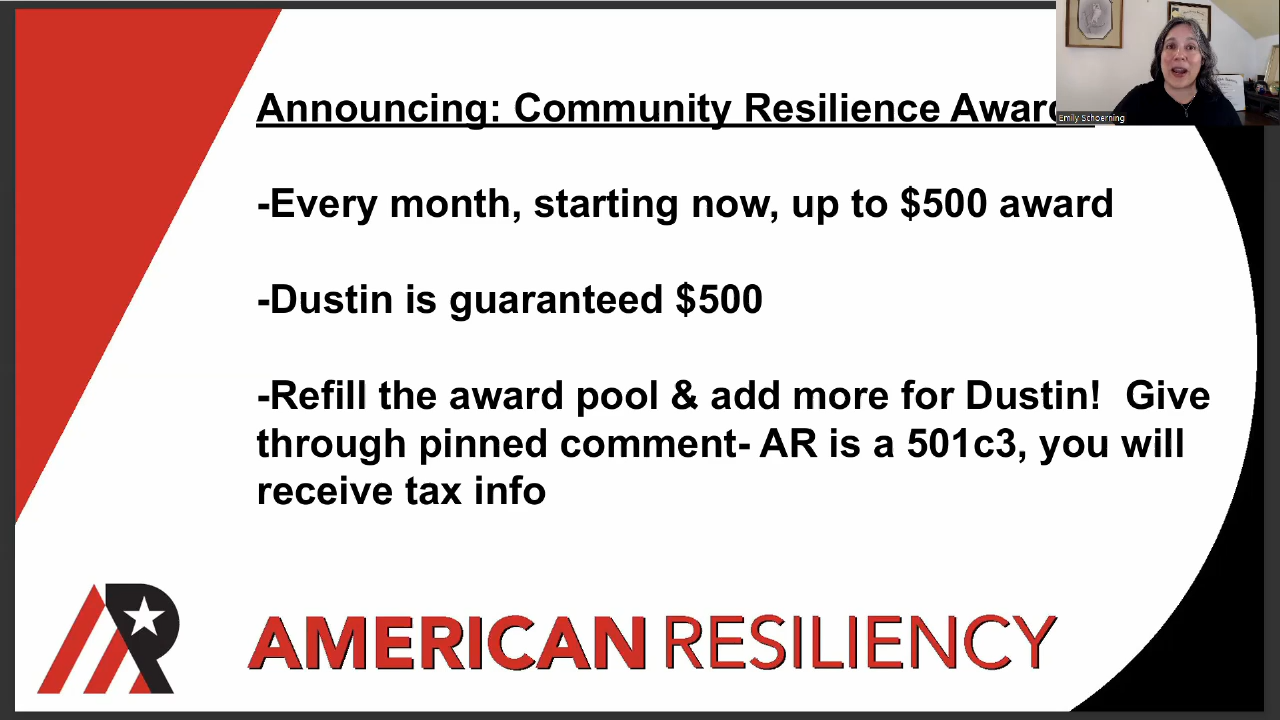 Announcing: Community Resilience Award
Emily Schoerning
-Every month, starting now, up to $500 award
-Dustin is guaranteed $500
-Refill the award pool & add more for Dustin!  Give
through pinned comment- AR is a 501c3, you will
receive tax info
AR
AMERICAN RESILIENCY